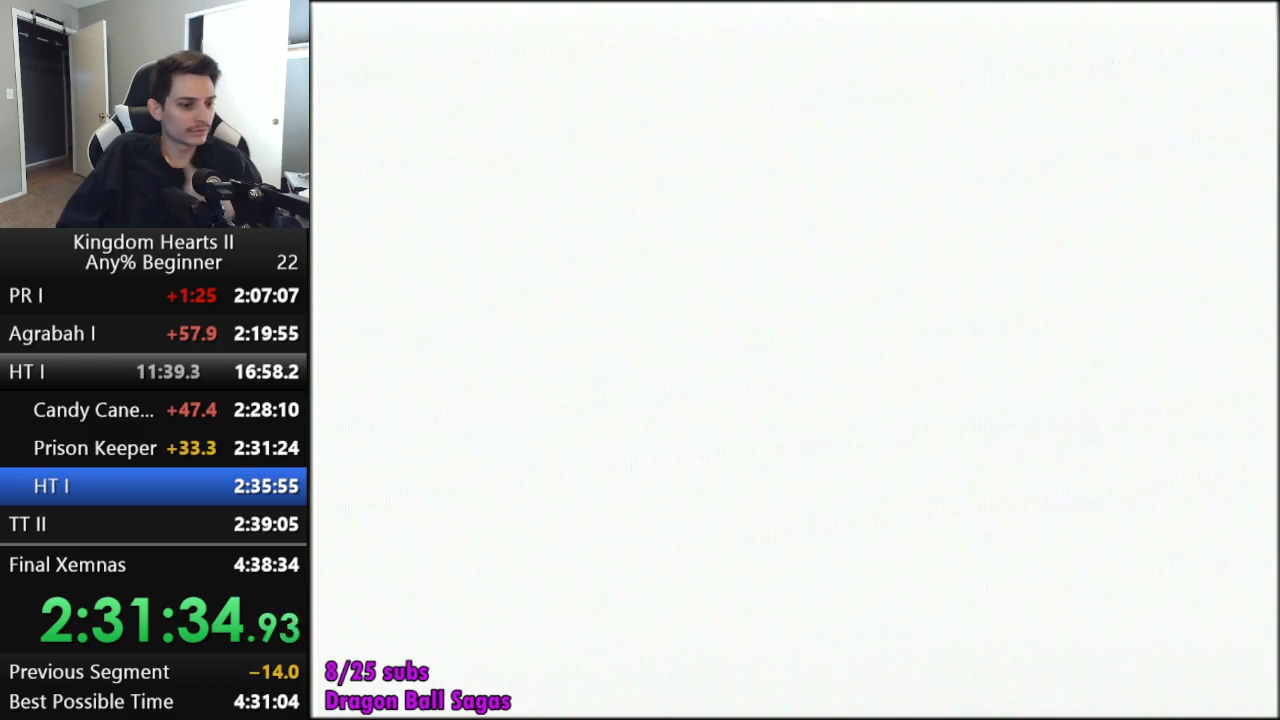 Kingdom Hearts II
Any% Beginner 22
PR I +1:25 2:07:07
Agrabah I +57.9 2:19:55
HT I 11:39.3 16:58.2
Candy Cane... +47.4 2:28:10
Prison Keeper +33.3 2:31:24
HT I 2:35:55
TT II 2:39:05
Final Xemnas 4:38:34
2:31:34.93
Previous Segment −14.0
Best Possible Time 4:31:04
8/25 subs
Dragon Ball Sagas